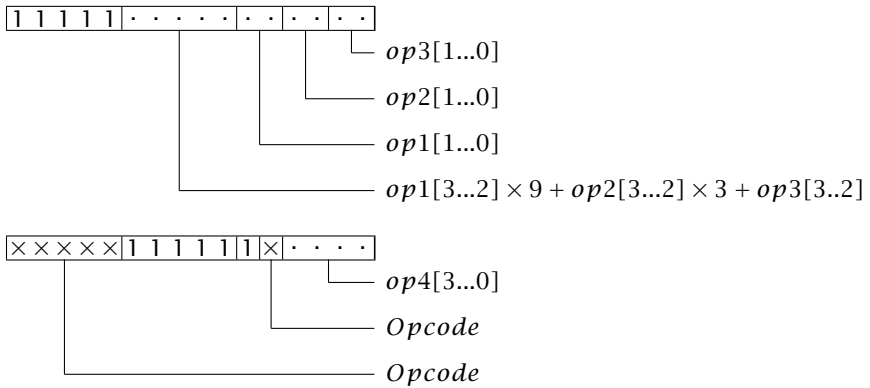 1 1 1 1 1 · · · · · · · · · · ·
op3[1...0]
op2[1...0]
op1[1...0]
op1[3...2] × 9 + op2[3...2] × 3 + op3[3..2]
× × × × × 1 1 1 1 1 1 × · · · ·
op4[3...0]
Opcode
Opcode